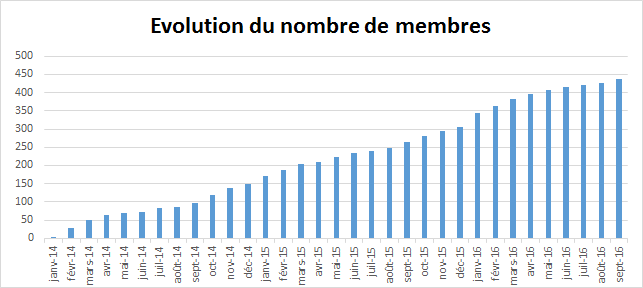 Evolution du nombre de membres
500
450
400
350
300
250
200
150
100
50
0
janv-14
févr-14
mars-14
avr-14
mai-14
juin-14
juil-14
août-14
sept-14
oct-14
nov-14
déc-14
janv-15
févr-15
mars-15
avr-15
mai-15
juin-15
juil-15
août-15
sept-15
oct-15
nov-15
déc-15
janv-16
févr-16
mars-16
avr-16
mai-16
juin-16
juil-16
août-16
sept-16